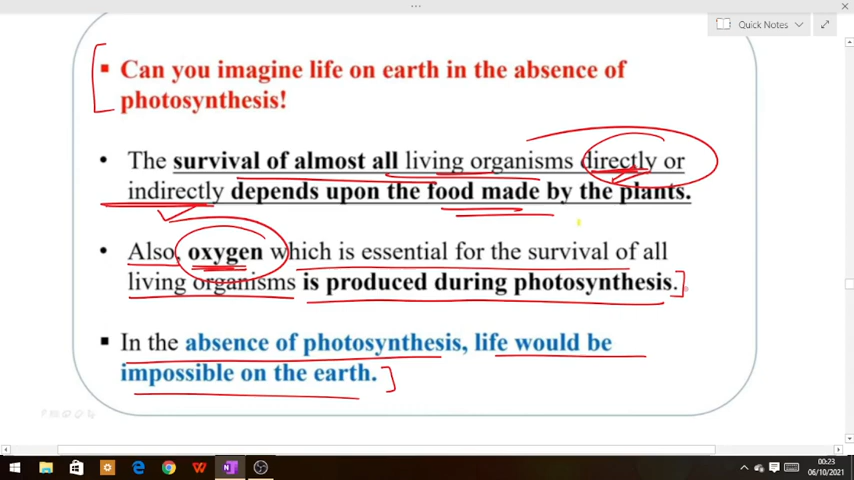 Quick Notes
▪ Can you imagine life on earth in the absence of
photosynthesis!
• The survival of almost all living organisms directly or
indirectly depends upon the food made by the plants.
• Also, oxygen which is essential for the survival of all
living organisms is produced during photosynthesis.
▪ In the absence of photosynthesis, life would be
impossible on the earth.
00:23
06/10/2021